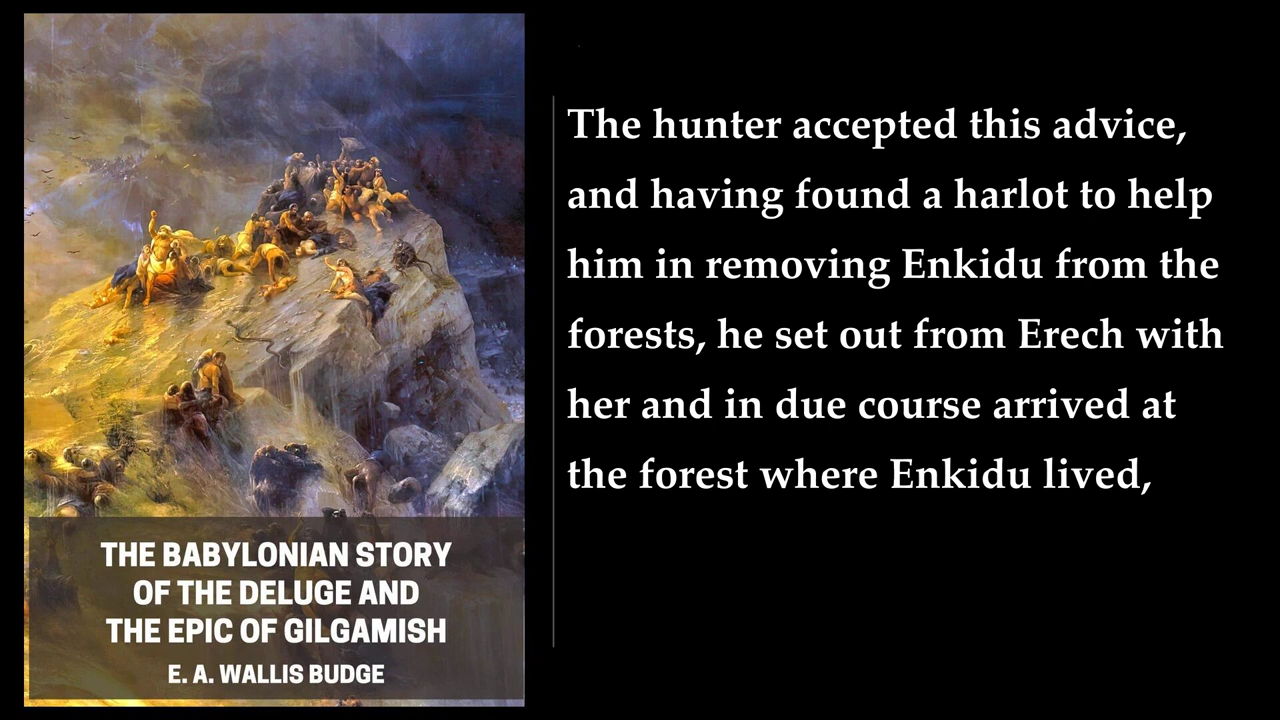 The hunter accepted this advice,
and having found a harlot to help
him in removing Enkidu from the
forests, he set out from Erech with
her and in due course arrived at
the forest where Enkidu lived,
THE BABYLONIAN STORY
OF THE DELUGE AND
THE EPIC OF GILGAMISH
E. A. WALLIS BUDGE